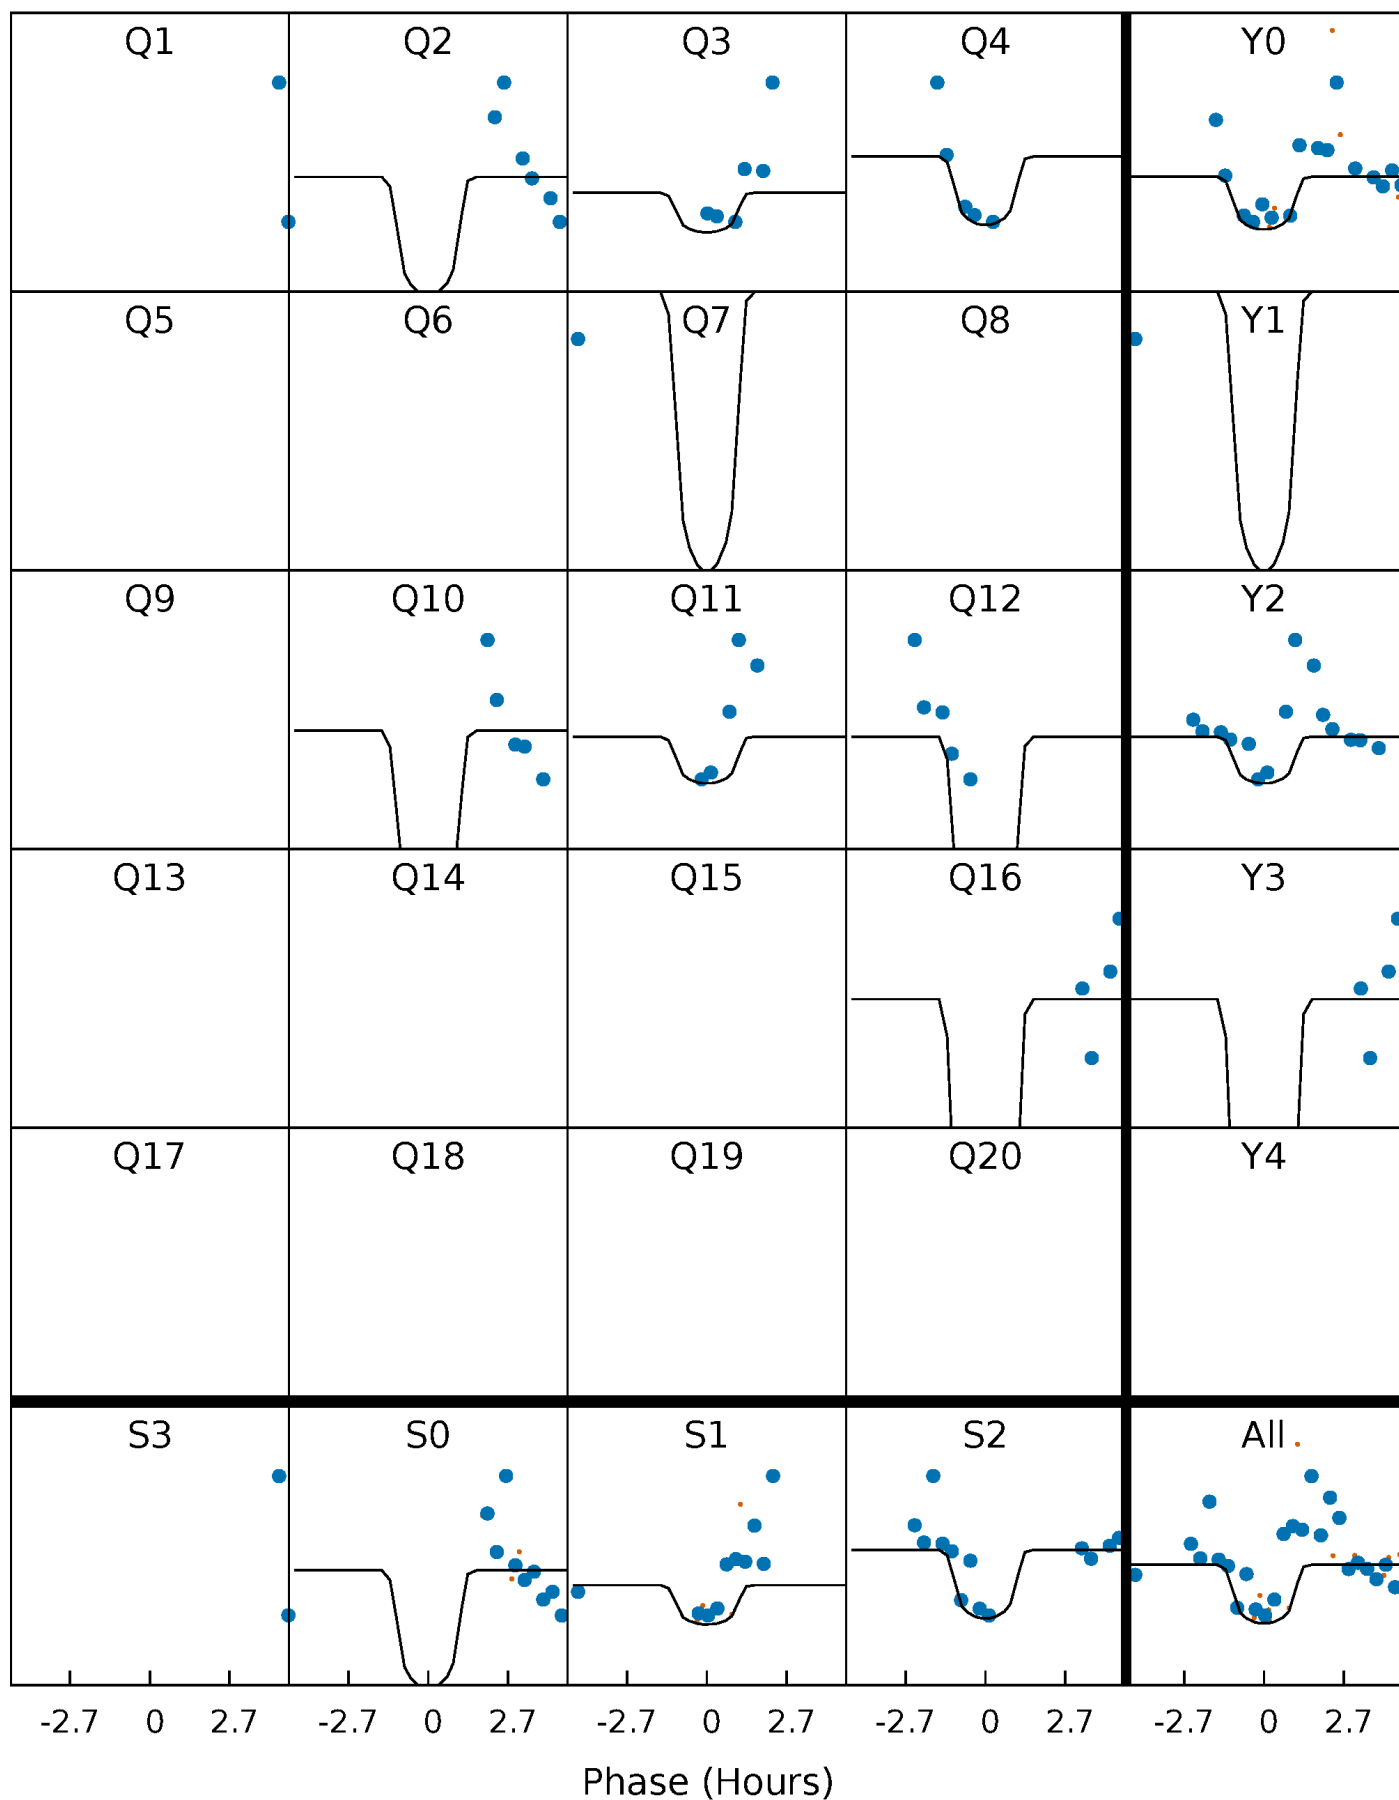 Q1 Q2 Q3 Q4 Y0
Q5 Q6 Q7 Q8 Y1
Q9 Q10 Q11 Q12 Y2
Q13 Q14 Q15 Q16 Y3
Q17 Q18 Q19 Q20 Y4
S3 S0 S1 S2 All
-2.7 0 2.7 -2.7 0 2.7 -2.7 0 2.7 -2.7 0 2.7 -2.7 0 2.7
Phase (Hours)